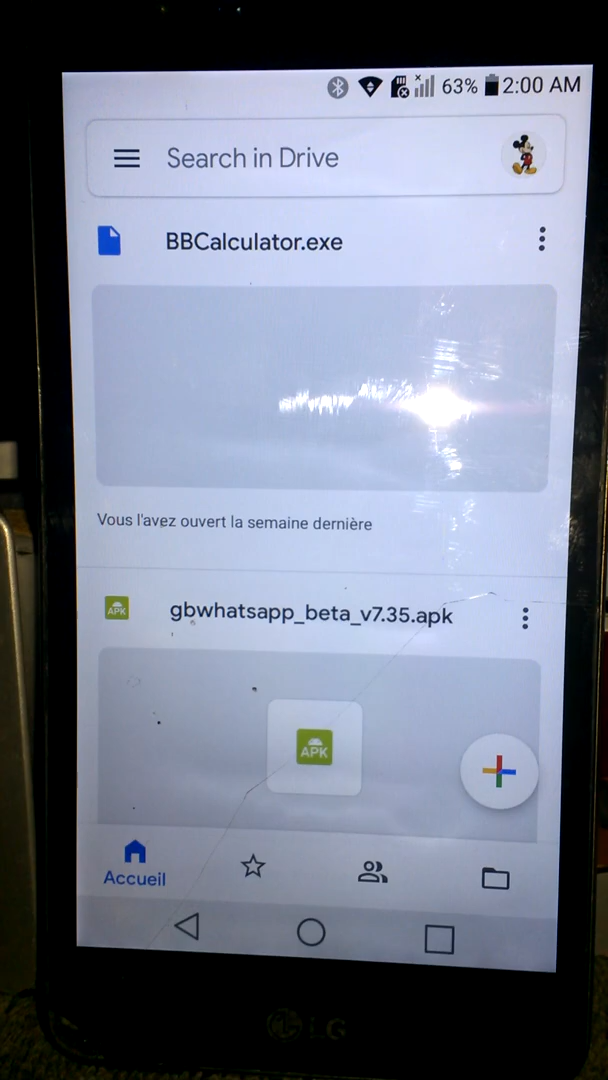 63% 2:00 AM
Search in Drive
BBCalculator.exe
Vous l'avez ouvert la semaine dernière
APK gbwhatsapp_beta_v7.35.apk
APK
Accueil
LG